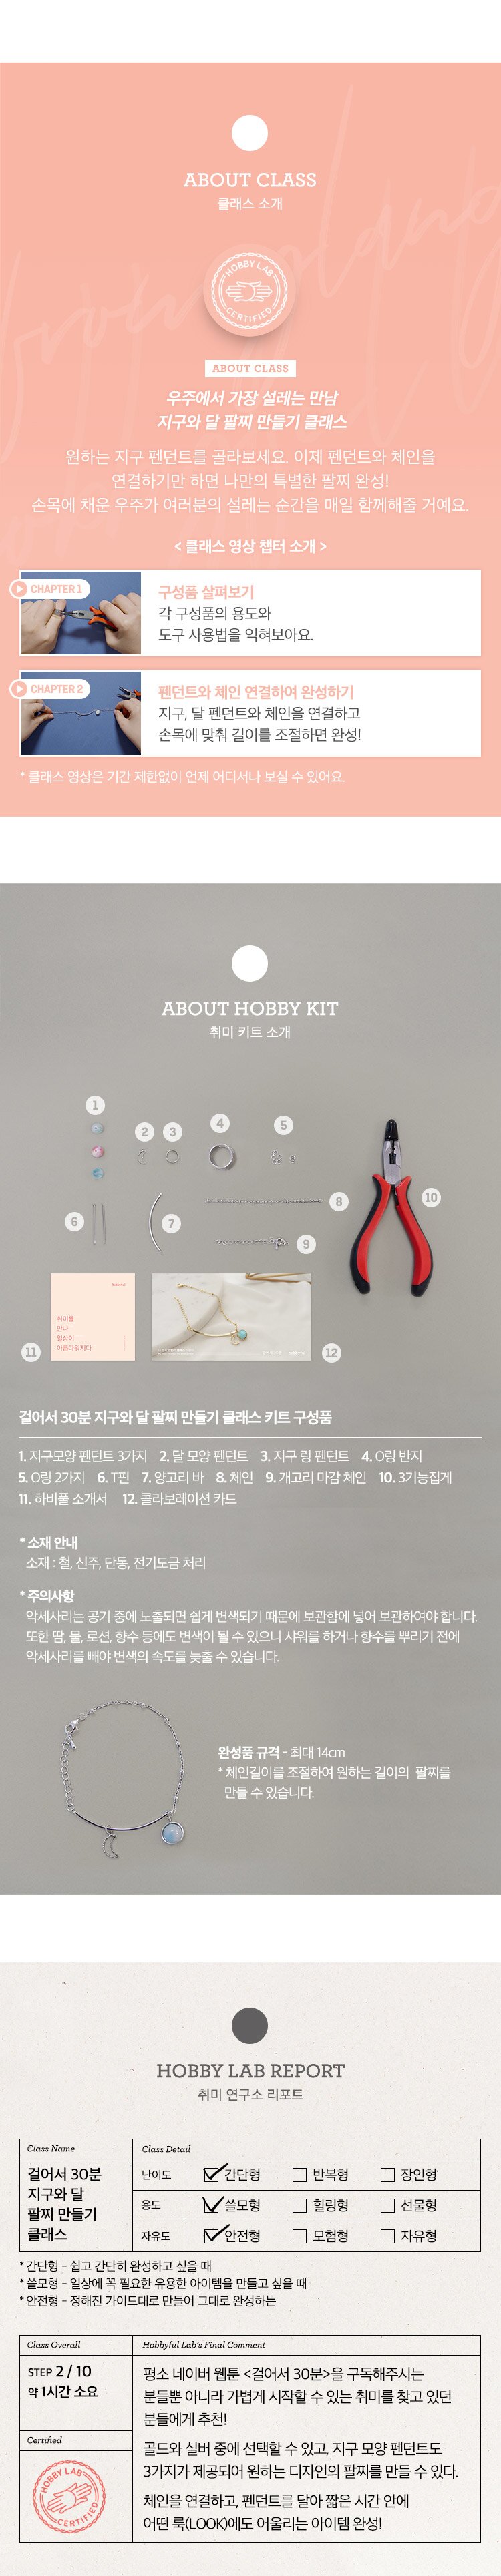 ABOUT CLASS
클래스 소개
HOBBY LAB
CERTIFIED
ABOUT CLASS
우주에서 가장 설레는 만남
지구와 달 팔찌 만들기 클래스
원하는 지구 펜던트를 골라보세요. 이제 펜던트와 체인을
연결하기만 하면 나만의 특별한 팔찌 완성!
손목에 채운 우주가 여러분의 설레는 순간을 매일 함께해줄 거예요.
< 클래스 영상 챕터 소개 >
CHAPTER 1
구성품 살펴보기
각 구성품의 용도와
도구 사용법을 익혀보아요.
CHAPTER 2
펜던트와 체인 연결하여 완성하기
지구, 달 펜던트와 체인을 연결하고
손목에 맞춰 길이를 조절하면 완성!
* 클래스 영상은 기간 제한없이 언제 어디서나 보실 수 있어요.
ABOUT HOBBY KIT
취미 키트 소개
1
2
3
4
5
6
7
8
9
10
취미를
만나
일상이
아름다워지다
11
12
걸어서 30분 지구와 달 팔찌 만들기 클래스 키트 구성품
1. 지구모양 펜던트 3가지 2. 달 모양 펜던트 3. 지구 링 펜던트 4. O링 반지
5. O링 2가지 6. T핀 7. 양고리 바 8. 체인 9. 개고리 마감 체인 10. 3기능집게
11. 하비풀 소개서 12. 콜라보레이션 카드
* 소재 안내
소재 : 철, 신주, 단동, 전기도금 처리
* 주의사항
악세사리는 공기 중에 노출되면 쉽게 변색되기 때문에 보관함에 넣어 보관하여야 합니다.
또한 땀, 물, 로션, 향수 등에도 변색이 될 수 있으니 샤워를 하거나 향수를 뿌리기 전에
악세사리를 빼야 변색의 속도를 늦출 수 있습니다.
완성품 규격 - 최대 14cm
* 체인길이를 조절하여 원하는 길이의 팔찌를
만들 수 있습니다.
HOBBY LAB REPORT
취미 연구소 리포트
Class Name
Class Detail
걸어서 30분
지구와 달
팔찌 만들기
클래스
난이도 간단형 반복형 장인형
용도 쓸모형 힐링형 선물형
자유도 안전형 모험형 자유형
* 간단형 - 쉽고 간단히 완성하고 싶을 때
* 쓸모형 - 일상에 꼭 필요한 유용한 아이템을 만들고 싶을 때
* 안전형 - 정해진 가이드대로 만들어 그대로 완성하는
Class Overall
Hobbyful Lab's Final Comment
STEP 2 / 10
약 1시간 소요
Certified
HOBBY LAB
CERTIFIED
평소 네이버 웹툰 <걸어서 30분>을 구독해주시는
분들뿐 아니라 가볍게 시작할 수 있는 취미를 찾고 있던
분들에게 추천!
골드와 실버 중에 선택할 수 있고, 지구 모양 펜던트도
3가지가 제공되어 원하는 디자인의 팔찌를 만들 수 있다.
체인을 연결하고, 펜던트를 달아 짧은 시간 안에
어떤 룩(LOOK)에도 어울리는 아이템 완성!